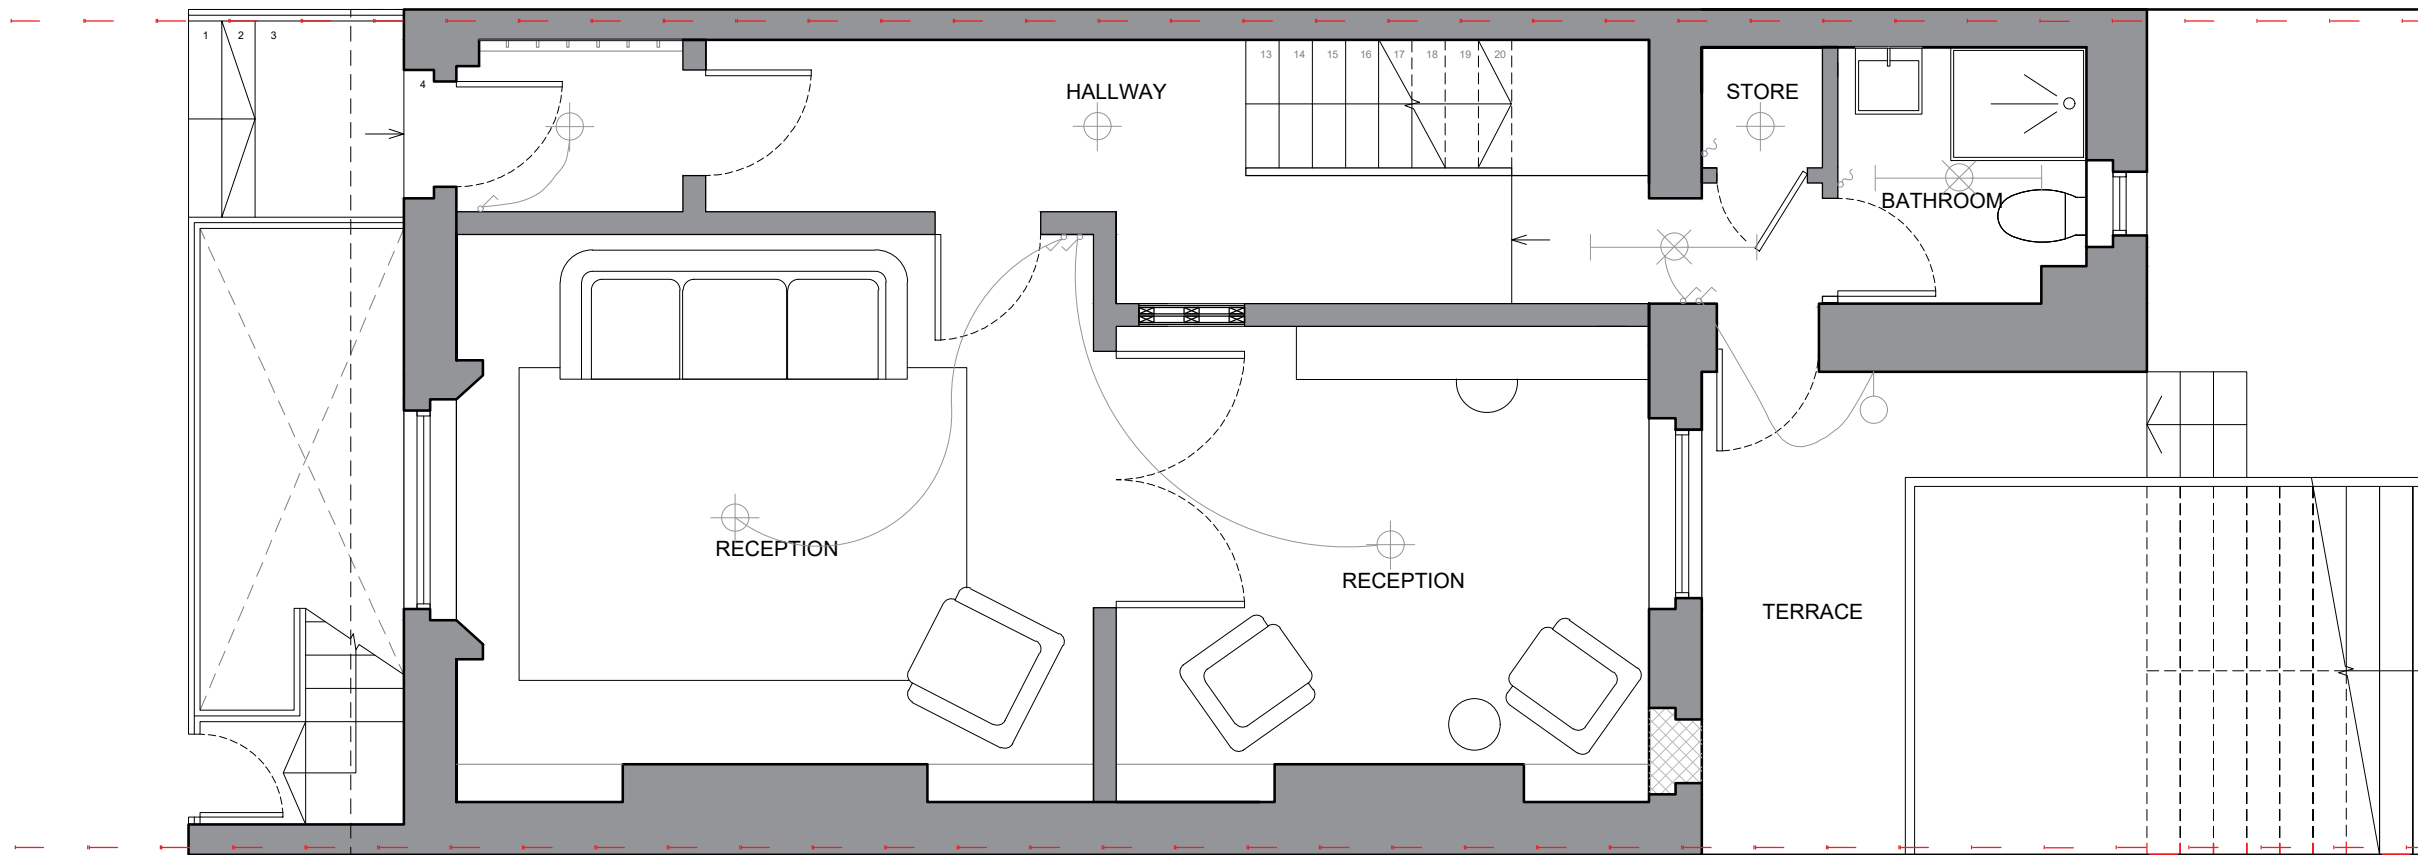 1 2 3
4
HALLWAY
13 14 15 16 17 18 19 20
STORE
BATHROOM
RECEPTION
RECEPTION
TERRACE